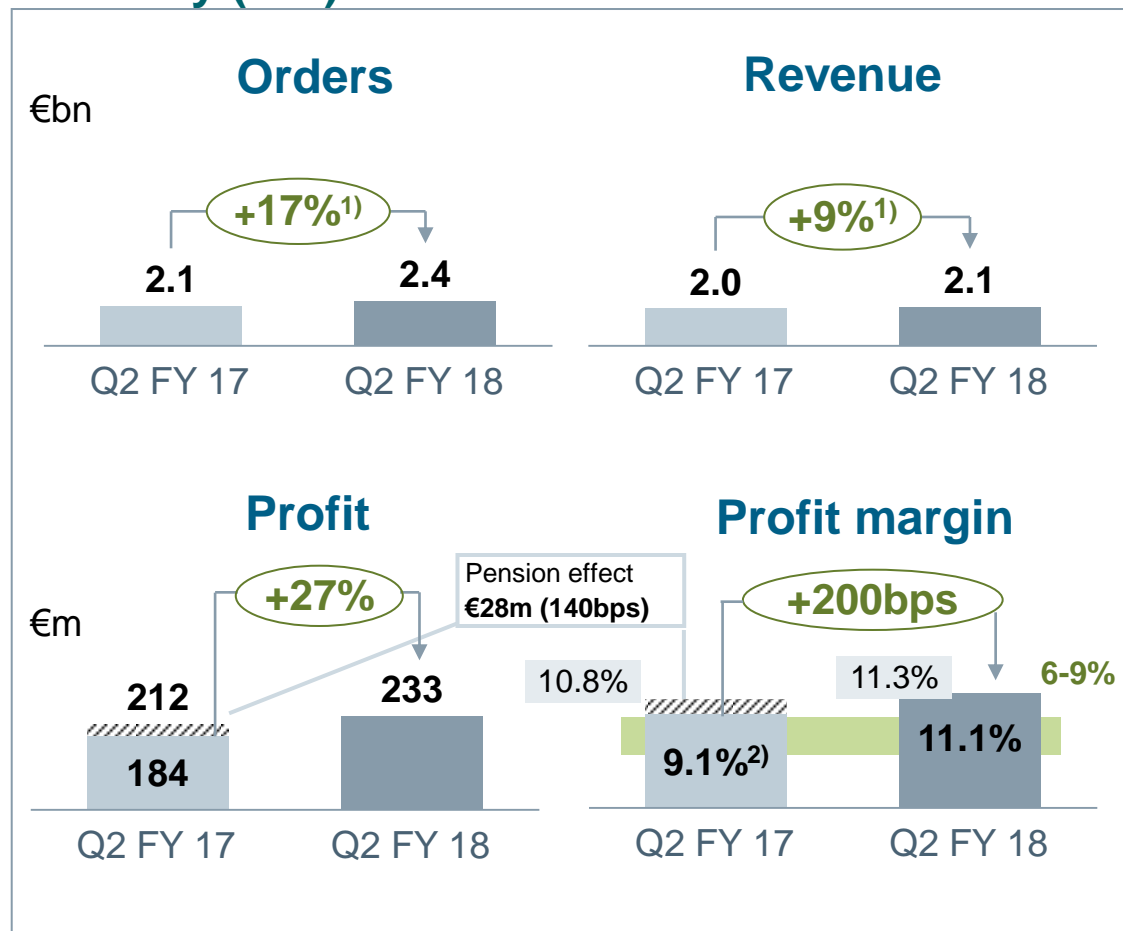 Orders
Revenue
€bn
+17%1)
+9%1)
2.1
2.4
2.0
2.1
Q2 FY 17
Q2 FY 18
Q2 FY 17
Q2 FY 18
Profit
Profit margin
Pension effect
€28m (140bps)
+27%
+200bps
€m
10.8%
11.3%
6-9%
212
233
184
9.1%2)
11.1%
Q2 FY 17
Q2 FY 18
Q2 FY 17
Q2 FY 18